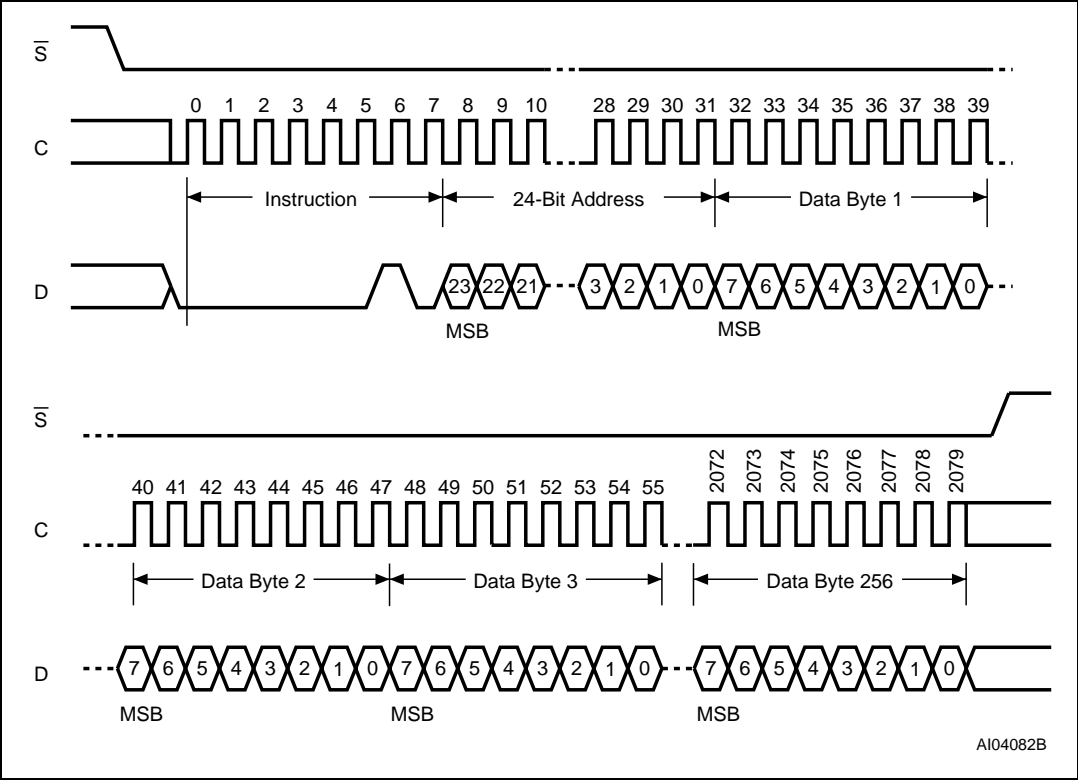 S
0 1 2 3 4 5 6 7 8 9 10 28 29 30 31 32 33 34 35 36 37 38 39
C
Instruction 24-Bit Address Data Byte 1
D 23 22 21 3 2 1 0 7 6 5 4 3 2 1 0
MSB MSB
S
40 41 42 43 44 45 46 47 48 49 50 51 52 53 54 55 2072 2073 2074 2075 2076 2077 2078 2079
C
Data Byte 2 Data Byte 3 Data Byte 256
D 7 6 5 4 3 2 1 0 7 6 5 4 3 2 1 0 7 6 5 4 3 2 1 0
MSB MSB MSB
AI04082B